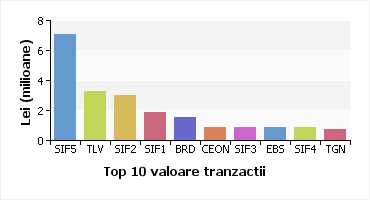 Lei (milioane)
8
6
4
2
0
SIF5 TLV SIF2 SIF1 BRD CEON SIF3 EBS SIF4 TGN
Top 10 valoare tranzactii